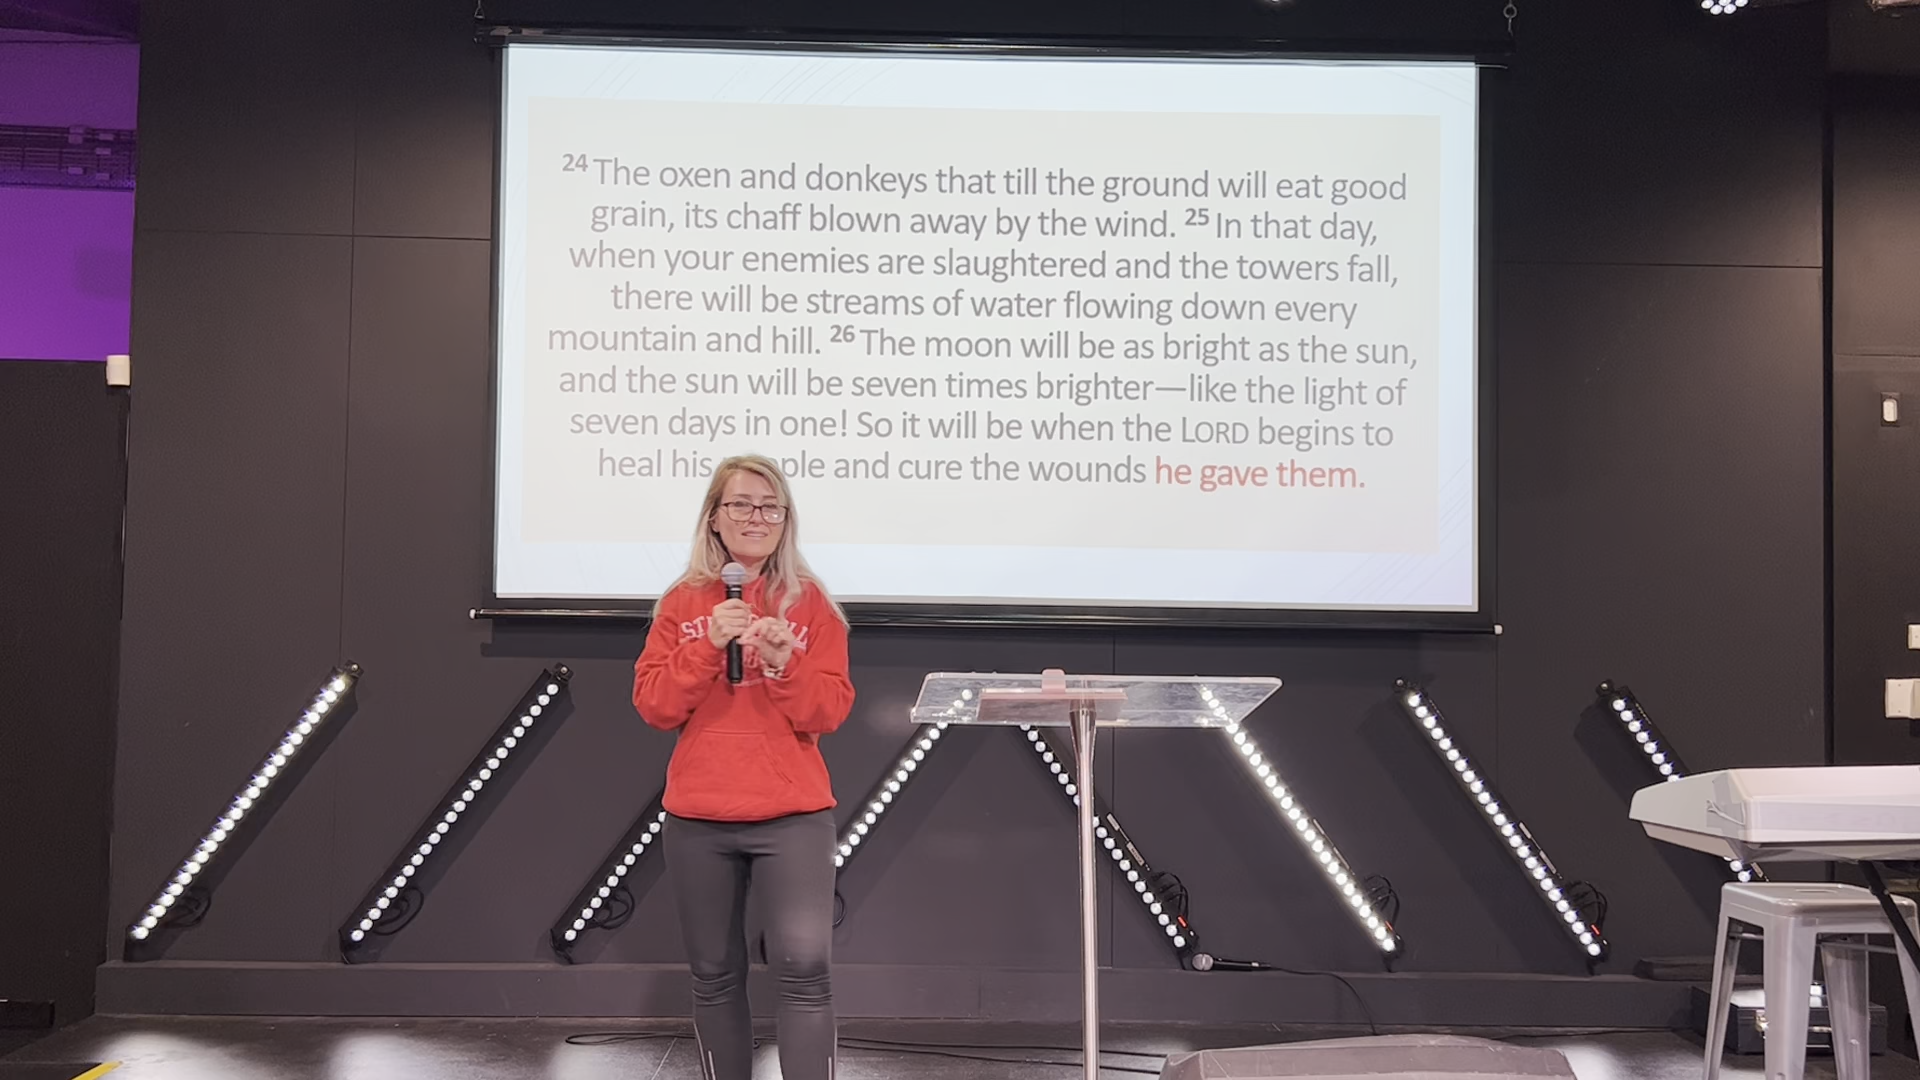 24 The oxen and donkeys that till the ground will eat good
grain, its chaff blown away by the wind. 25 In that day,
when your enemies are slaughtered and the towers fall,
there will be streams of water flowing down every
mountain and hill. 26 The moon will be as bright as the sun,
and the sun will be seven times brighter—like the light of
seven days in one! So it will be when the LORD begins to
heal his and cure the wounds he gave them.